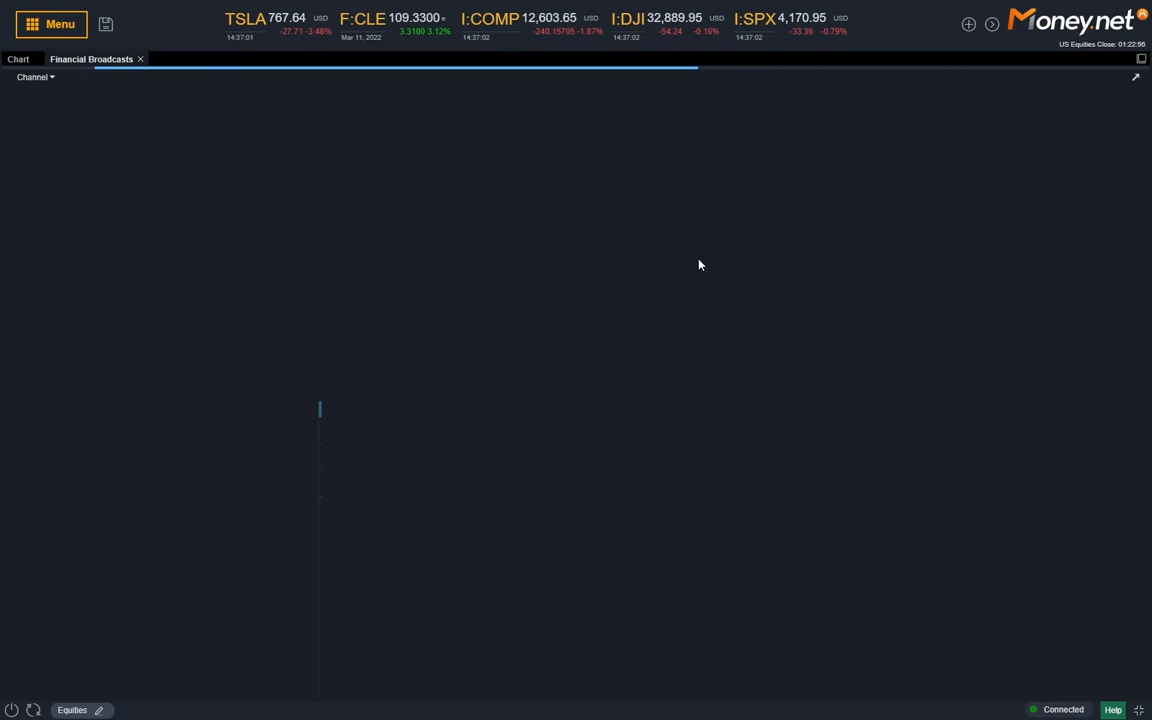 Menu
TSLA 767.64 USD F:CLE 109.3300 e I:COMP 12,603.65 USD I:DJI 32,889.95 USD I:SPX 4,170.95 USD Money.net
14:37:01 -27.71 -3.48% Mar 11, 2022 3.3100 3.12% 14:37:02 -240.15705 -1.87% 14:37:02 -54.24 -0.16% 14:37:02 -33.36 -0.79%
US Equities Close: 01:22:56
Chart Financial Broadcasts
Channel
Equities Connected Help